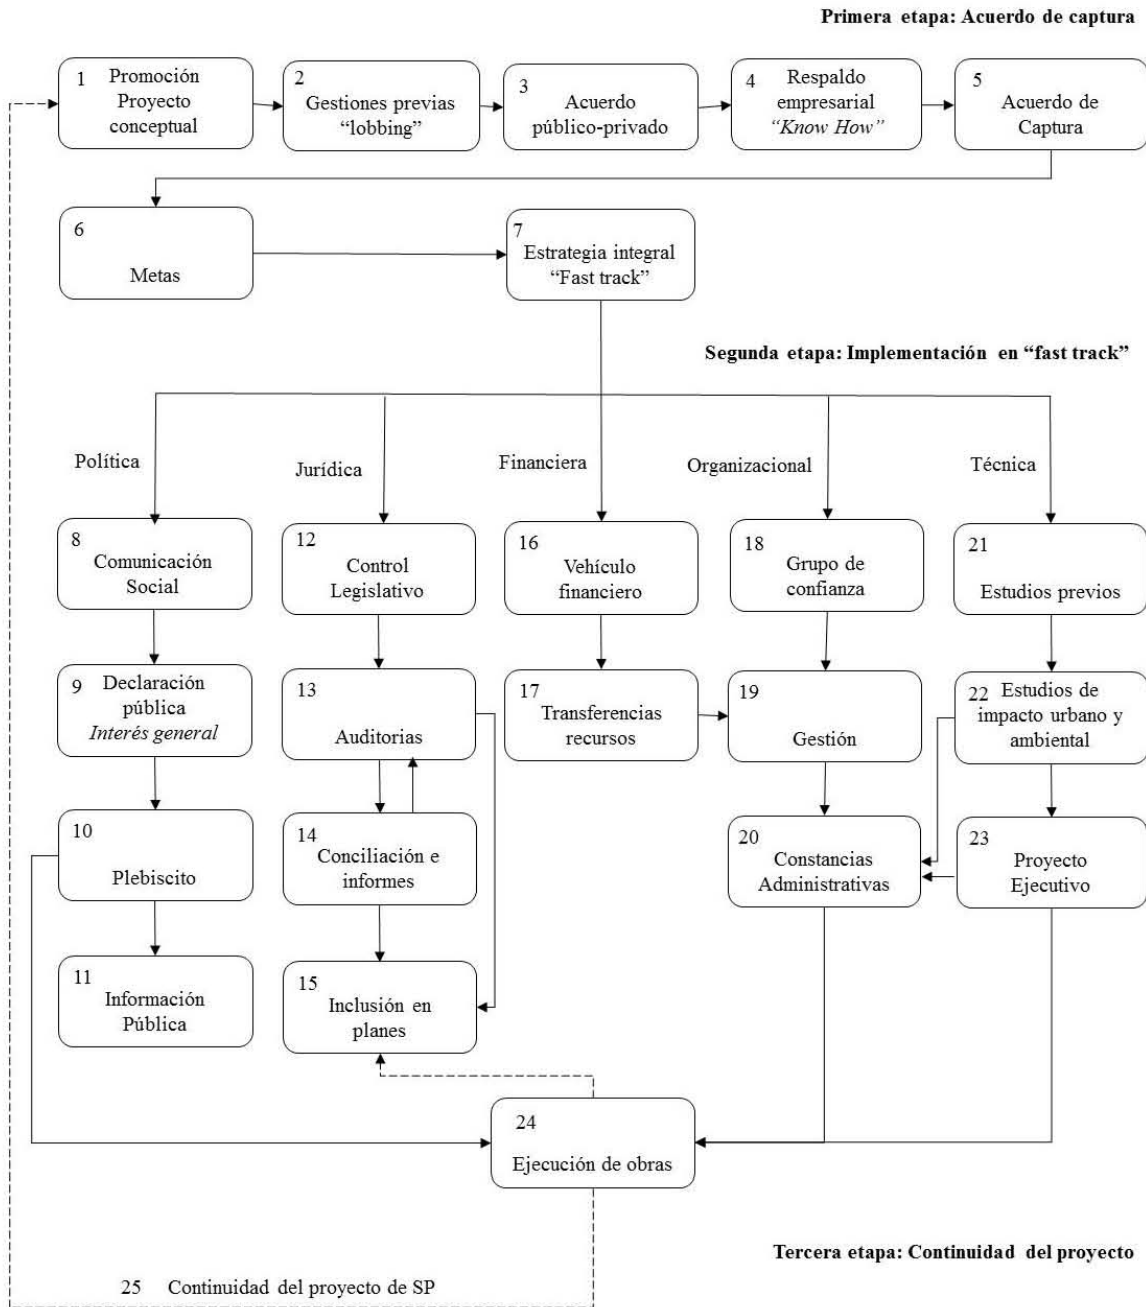 Primera etapa: Acuerdo de captura
1
Promoción
Proyecto
conceptual
2
Gestiones previas
“lobbing”
3
Acuerdo
público-privado
4
Respaldo
empresarial
“Know How”
5
Acuerdo de
Captura
6
Metas
7
Estrategia integral
“Fast track”
Segunda etapa: Implementación en “fast track”
Política
Jurídica
Financiera
Organizacional
Técnica
8
Comunicación
Social
12
Control
Legislativo
16
Vehículo
financiero
18
Grupo de
confianza
21
Estudios previos
9
Declaración
pública
Interés general
13
Auditorias
17
Transferencias
recursos
19
Gestión
22
Estudios de
impacto urbano y
ambiental
10
Plebiscito
14
Conciliación e
informes
20
Constancias
Administrativas
23
Proyecto
Ejecutivo
11
Información
Pública
15
Inclusión en
planes
24
Ejecución de obras
Tercera etapa: Continuidad del proyecto
25 Continuidad del proyecto de SP